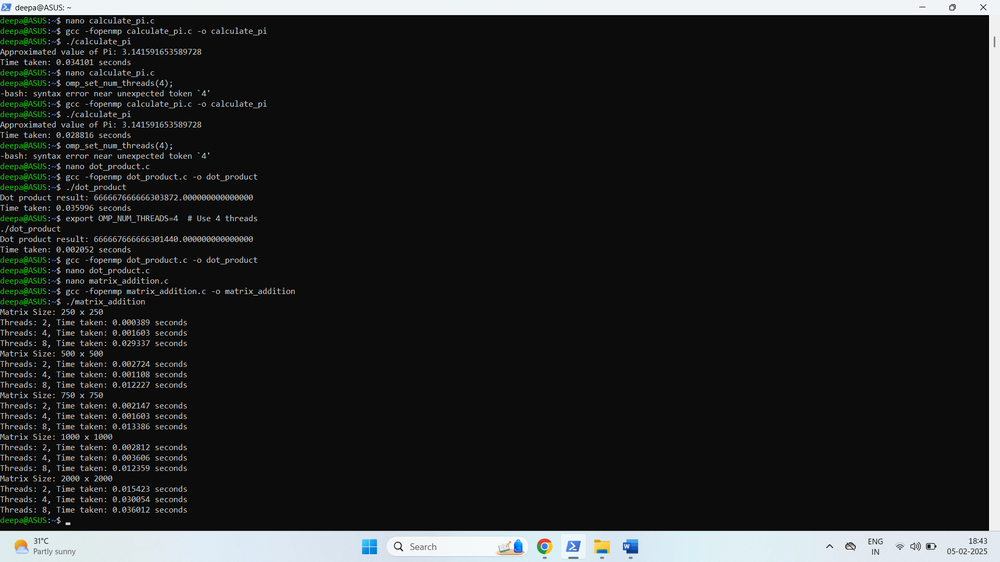 deepa@ASUS: ~
deepa@ASUS:~$ nano calculate_pi.c
deepa@ASUS:~$ gcc -fopenmp calculate_pi.c -o calculate_pi
deepa@ASUS:~$ ./calculate_pi
Approximated value of Pi: 3.141591653589728
Time taken: 0.034101 seconds
deepa@ASUS:~$ nano calculate_pi.c
deepa@ASUS:~$ omp_set_num_threads(4);
-bash: syntax error near unexpected token `4'
deepa@ASUS:~$ gcc -fopenmp calculate_pi.c -o calculate_pi
deepa@ASUS:~$ ./calculate_pi
Approximated value of Pi: 3.141591653589728
Time taken: 0.028816 seconds
deepa@ASUS:~$ omp_set_num_threads(4);
-bash: syntax error near unexpected token `4'
deepa@ASUS:~$ nano dot_product.c
deepa@ASUS:~$ gcc -fopenmp dot_product.c -o dot_product
deepa@ASUS:~$ ./dot_product
Dot product result: 666667666666303872.000000000000000
Time taken: 0.035996 seconds
deepa@ASUS:~$ export OMP_NUM_THREADS=4  # Use 4 threads
./dot_product
Dot product result: 666667666666301440.000000000000000
Time taken: 0.002052 seconds
deepa@ASUS:~$ gcc -fopenmp dot_product.c -o dot_product
deepa@ASUS:~$ nano dot_product.c
deepa@ASUS:~$ nano matrix_addition.c
deepa@ASUS:~$ gcc -fopenmp matrix_addition.c -o matrix_addition
deepa@ASUS:~$ ./matrix_addition
Matrix Size: 250 x 250
Threads: 2, Time taken: 0.000389 seconds
Threads: 4, Time taken: 0.001603 seconds
Threads: 8, Time taken: 0.029337 seconds
Matrix Size: 500 x 500
Threads: 2, Time taken: 0.002724 seconds
Threads: 4, Time taken: 0.001108 seconds
Threads: 8, Time taken: 0.012227 seconds
Matrix Size: 750 x 750
Threads: 2, Time taken: 0.002147 seconds
Threads: 4, Time taken: 0.001603 seconds
Threads: 8, Time taken: 0.013386 seconds
Matrix Size: 1000 x 1000
Threads: 2, Time taken: 0.002812 seconds
Threads: 4, Time taken: 0.003606 seconds
Threads: 8, Time taken: 0.012359 seconds
Matrix Size: 2000 x 2000
Threads: 2, Time taken: 0.015423 seconds
Threads: 4, Time taken: 0.030054 seconds
Threads: 8, Time taken: 0.036012 seconds
deepa@ASUS:~$
31°C
Partly sunny
Search
W
ENG
IN
18:43
05-02-2025